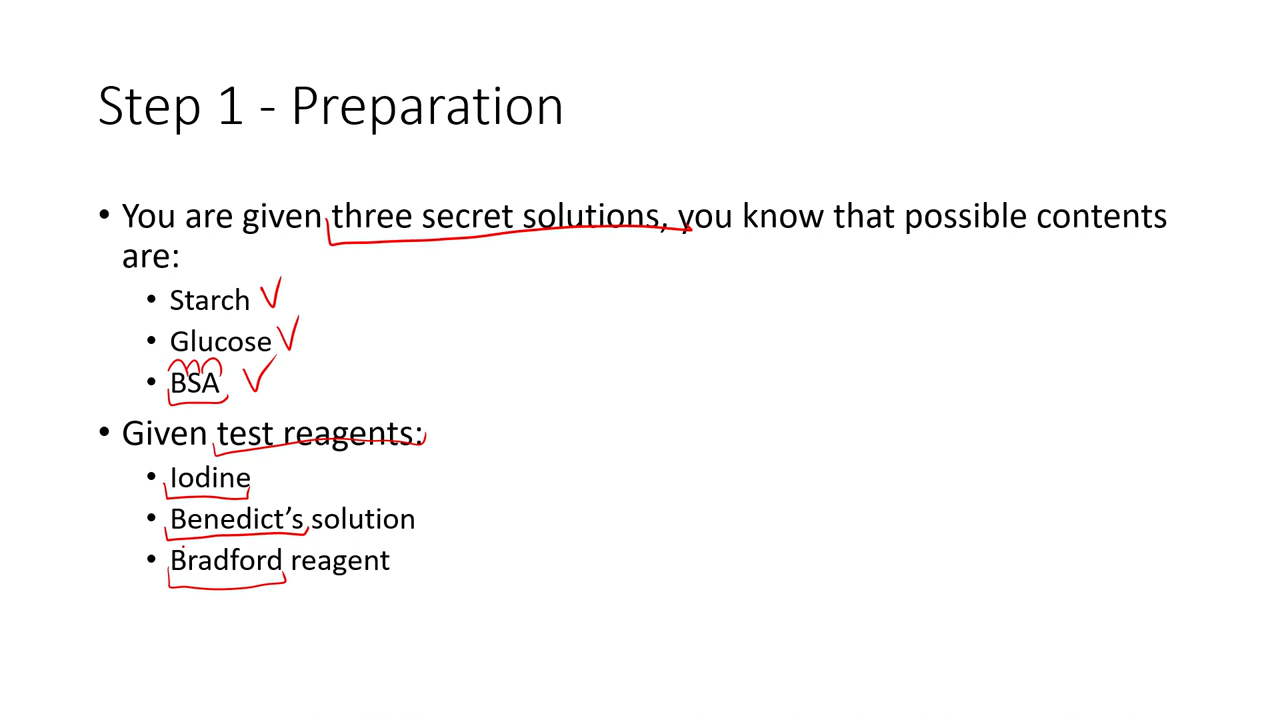 Step 1 - Preparation
• You are given three secret solutions, you know that possible contents
are:
• Starch
• Glucose
• BSA
• Given test reagents:
• Iodine
• Benedict’s solution
• Bradford reagent